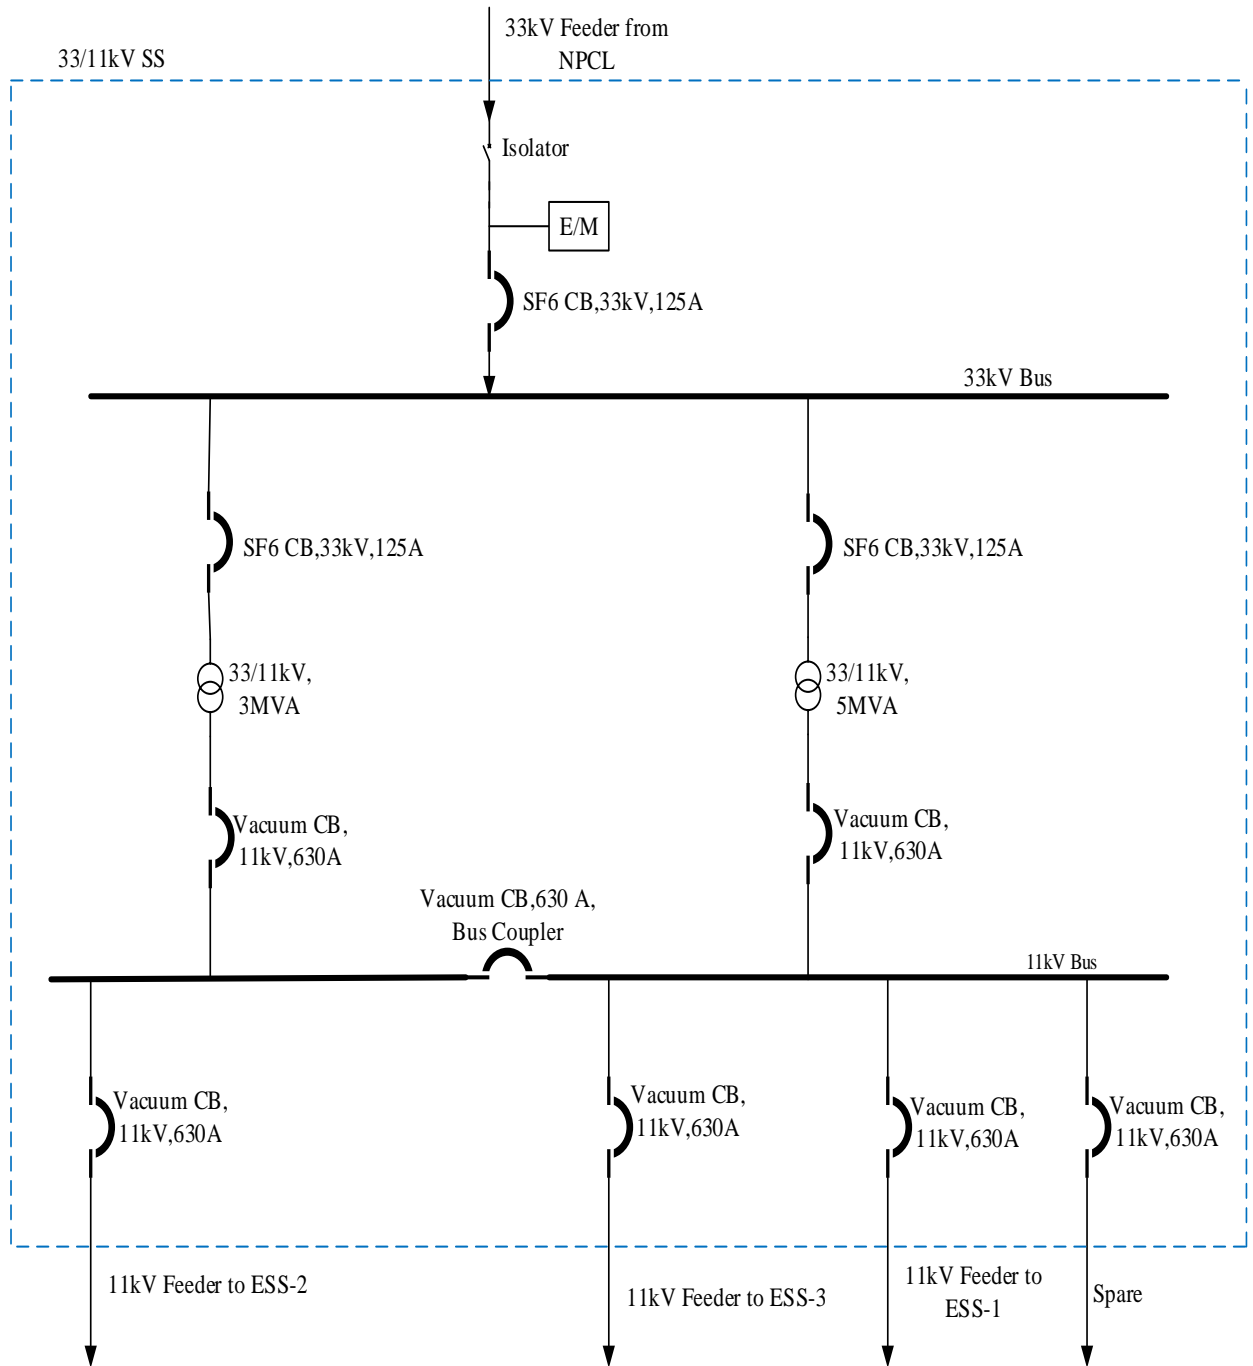 33kV Feeder from
NPCL
33/11kV SS
Isolator
E/M
SF6 CB,33kV,125A
33kV Bus
SF6 CB,33kV,125A
SF6 CB,33kV,125A
33/11kV,
3MVA
33/11kV,
5MVA
Vacuum CB,
11kV,630A
Vacuum CB,
11kV,630A
Vacuum CB,630 A,
Bus Coupler
11kV Bus
Vacuum CB,
11kV,630A
Vacuum CB,
11kV,630A
Vacuum CB,
11kV,630A
Vacuum CB,
11kV,630A
11kV Feeder to ESS-2
11kV Feeder to ESS-3
11kV Feeder to
ESS-1
Spare